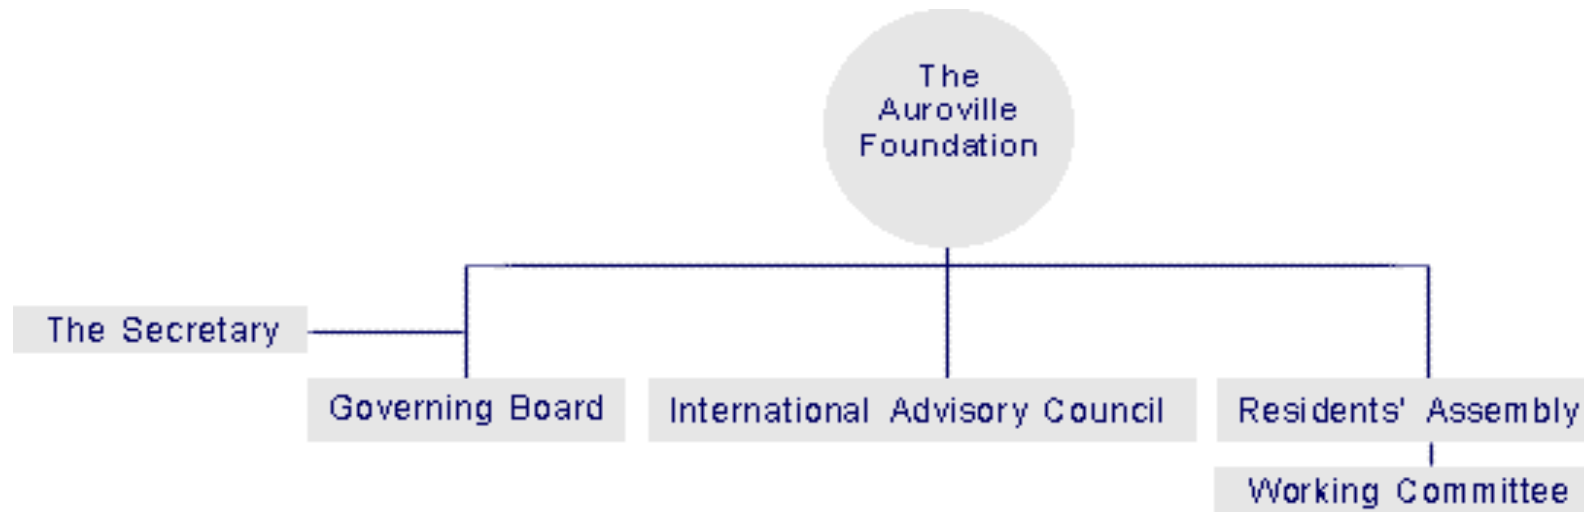 The
Auroville
Foundation
The Secretary
Governing Board
International Advisory Council
Residents' Assembly
Working Committee